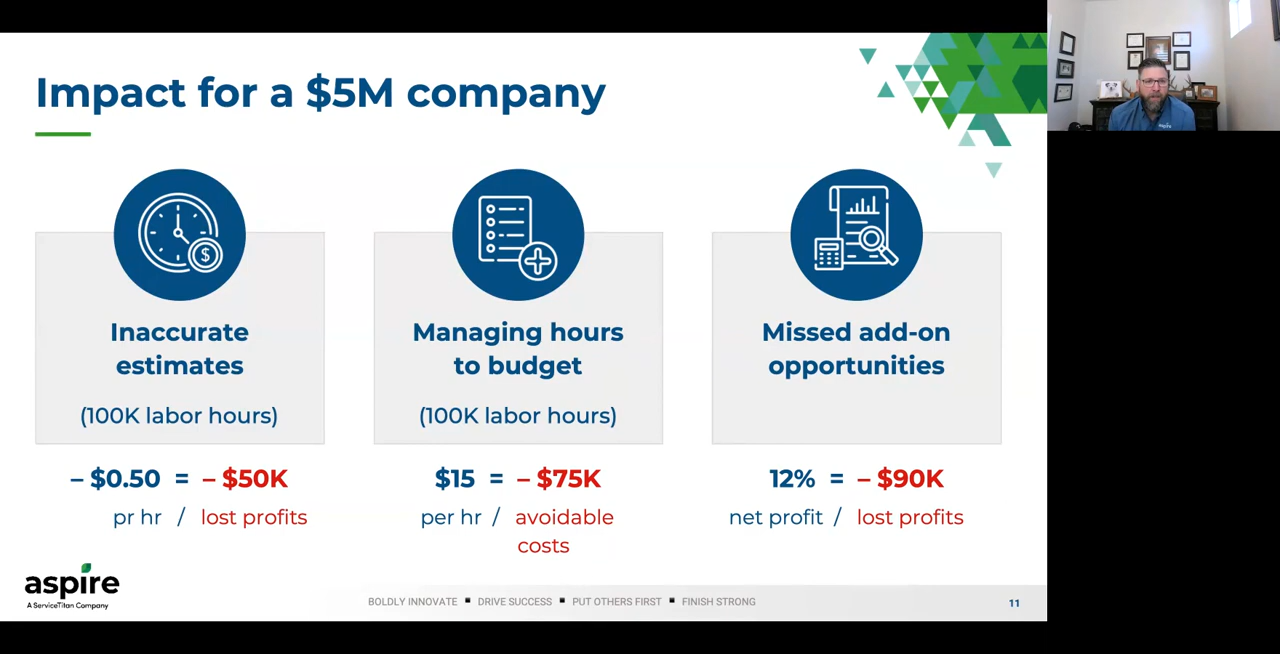 Impact for a $5M company
$
Inaccurate
estimates
(100K labor hours)
– $0.50 = – $50K
pr hr / lost profits
Managing hours
to budget
(100K labor hours)
$15 = – $75K
per hr / avoidable
costs
Missed add-on
opportunities
12% = – $90K
net profit / lost profits
aspire
A ServiceTitan Company
BOLDLY INNOVATE ▪ DRIVE SUCCESS ▪ PUT OTHERS FIRST ▪ FINISH STRONG
11
aspire